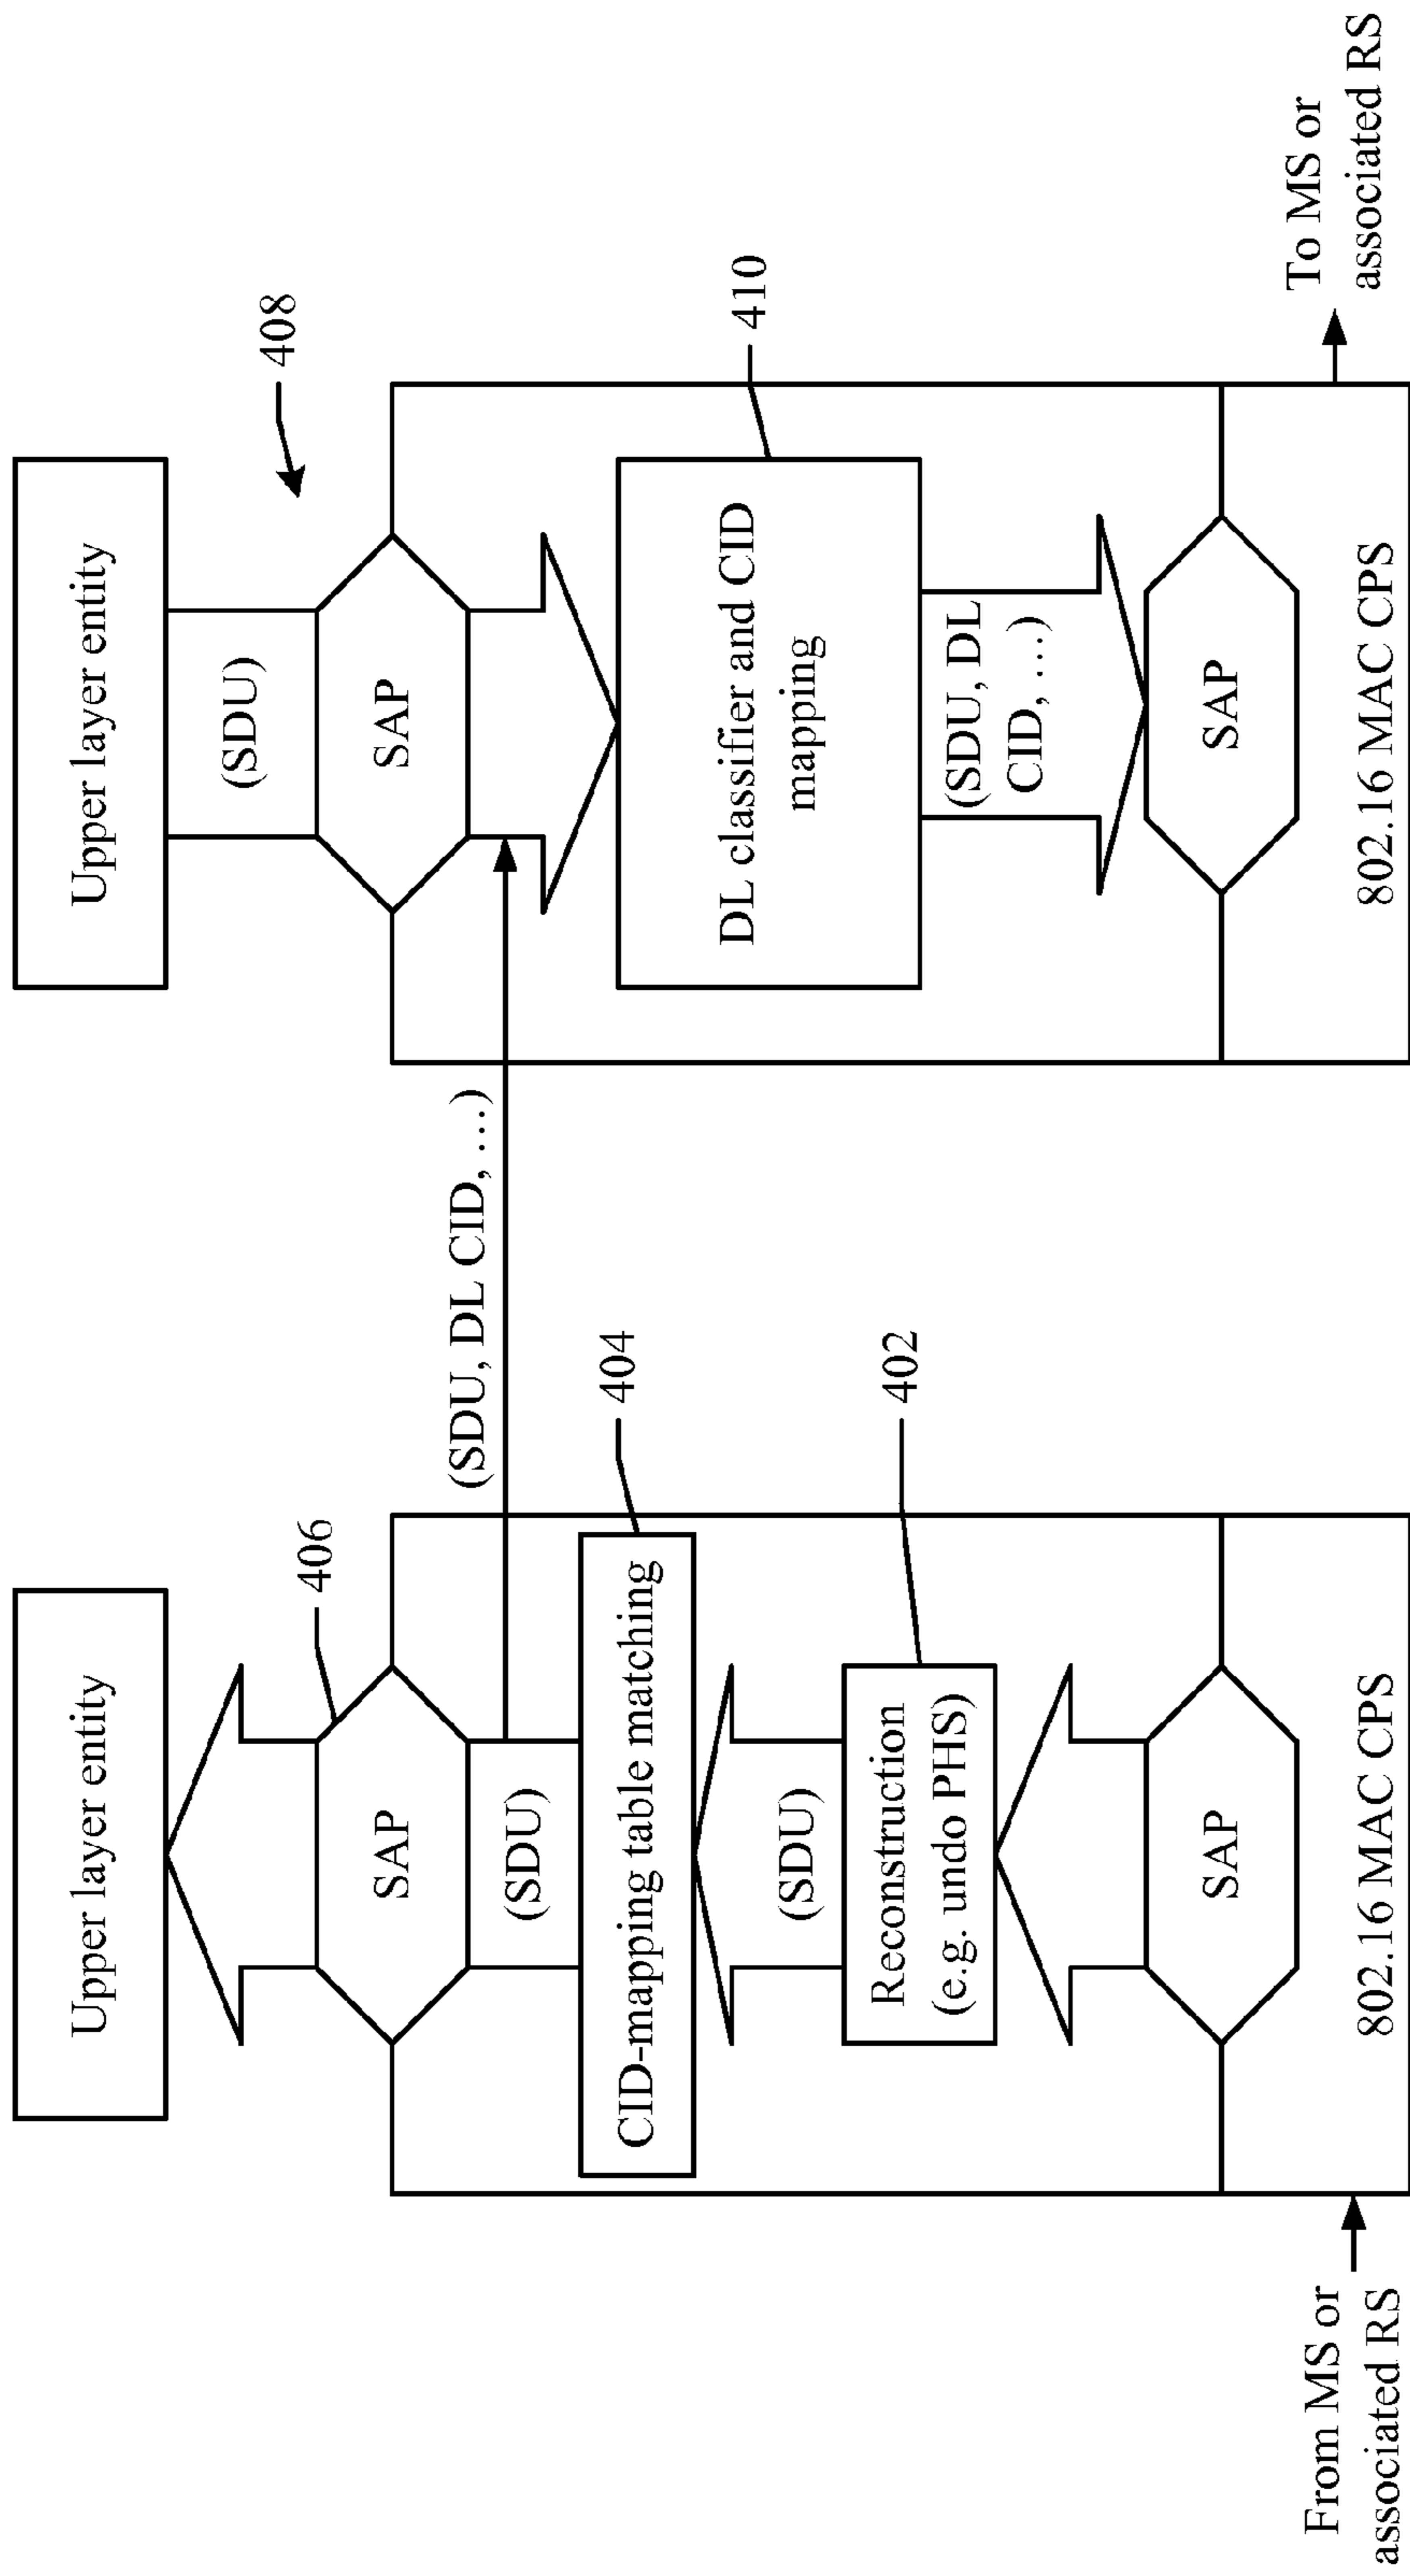 Upper layer entity
406
SAP
(SDU)
CID-mapping table matching
404
(SDU)
Reconstruction
(e.g. undo PHS)
402
SAP
802.16 MAC CPS
From MS or
associated RS
(SDU, DL CID, …)
Upper layer entity
(SDU)
408
SAP
DL classifier and CID
mapping
410
(SDU, DL
CID, …)
SAP
802.16 MAC CPS
To MS or
associated RS